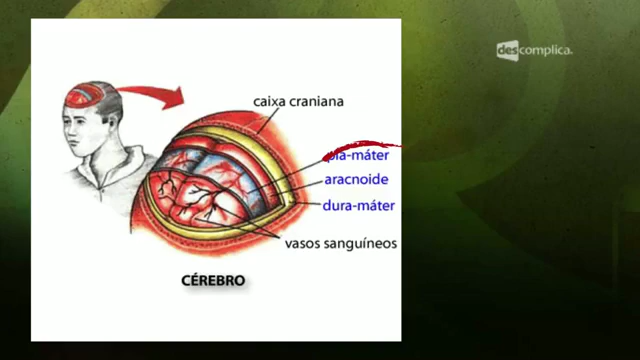 descomplica.
caixa craniana
pia-máter
aracnoide
dura-máter
vasos sanguíneos
CÉREBRO